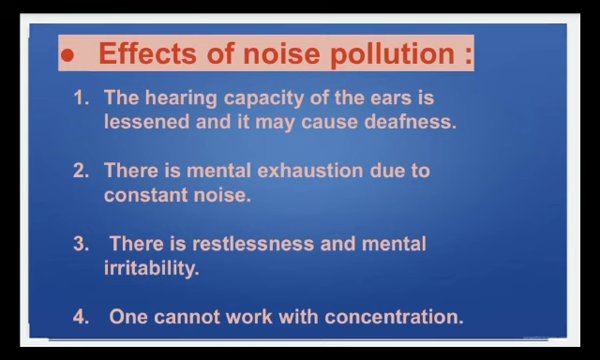 ● Effects of noise pollution :
1. The hearing capacity of the ears is
lessened and it may cause deafness.
2. There is mental exhaustion due to
constant noise.
3. There is restlessness and mental
irritability.
4. One cannot work with concentration.